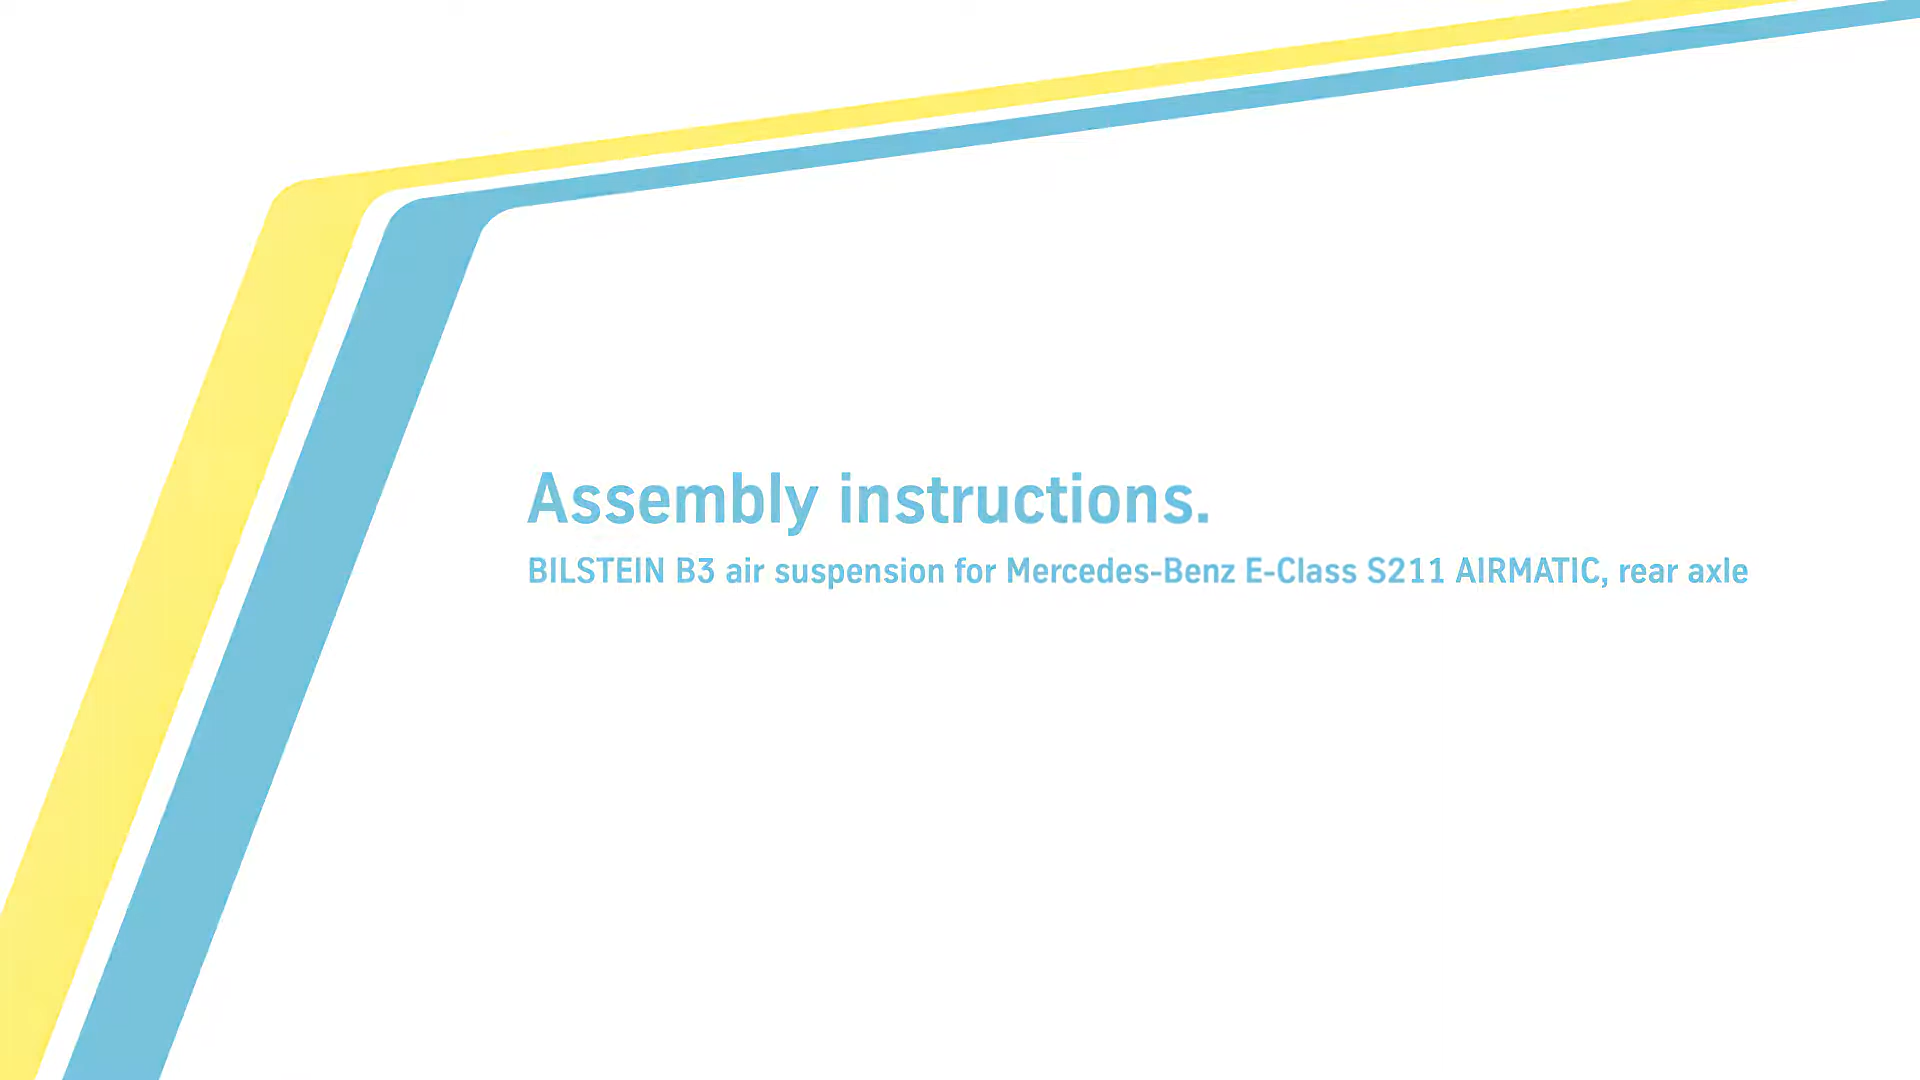 Assembly instructions.
BILSTEIN B3 air suspension for Mercedes-Benz E-Class S211 AIRMATIC, rear axle